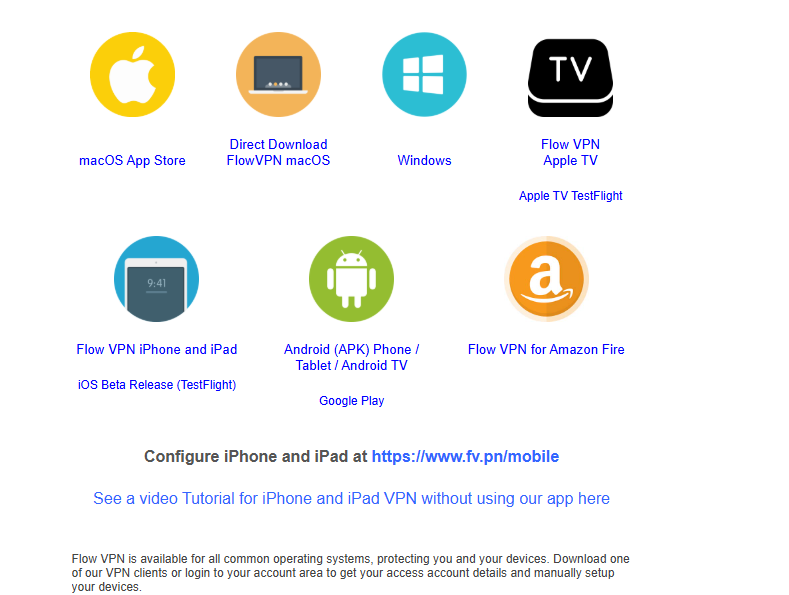 TV
macOS App Store
Direct Download
FlowVPN macOS
Windows
Flow VPN
Apple TV
Apple TV TestFlight
9:41
Flow VPN iPhone and iPad
iOS Beta Release (TestFlight)
Android (APK) Phone /
Tablet / Android TV
Google Play
a
Flow VPN for Amazon Fire
Configure iPhone and iPad at https://www.fv.pn/mobile
See a video Tutorial for iPhone and iPad VPN without using our app here
Flow VPN is available for all common operating systems, protecting you and your devices. Download one
of our VPN clients or login to your account area to get your access account details and manually setup
your devices.